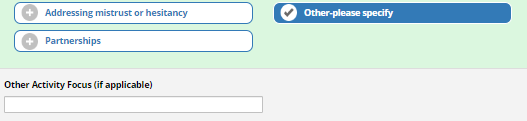 Addressing mistrust or hesitancy
Other-please specify
Partnerships
Other Activity Focus (if applicable)